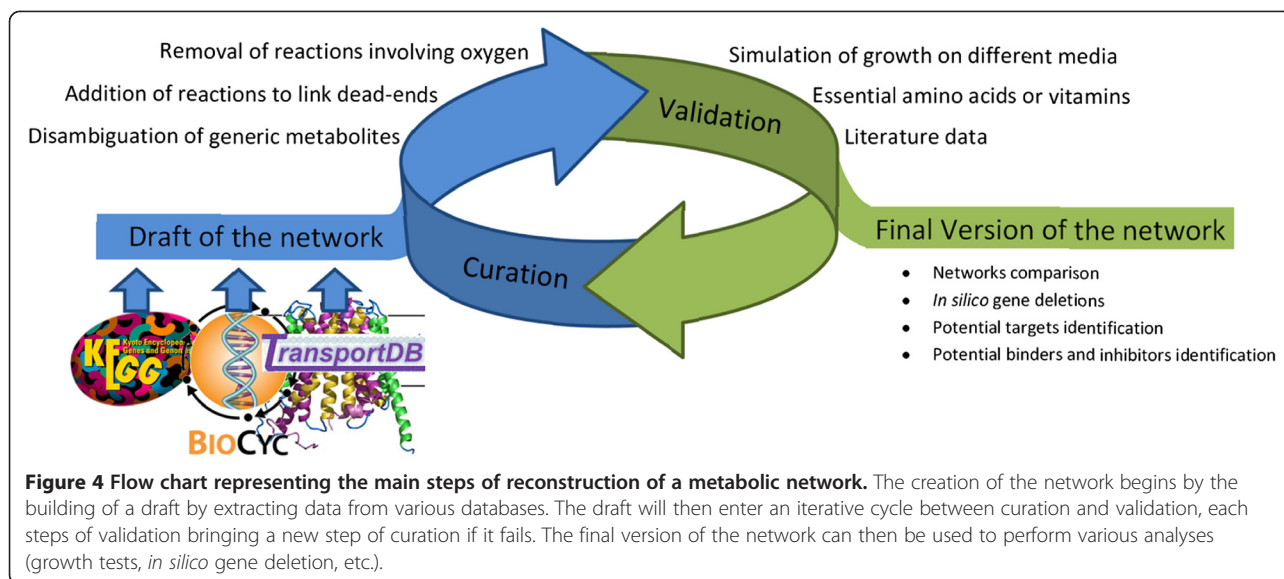 Removal of reactions involving oxygen
Addition of reactions to link dead-ends
Disambiguation of generic metabolites
Simulation of growth on different media
Essential amino acids or vitamins
Literature data
Validation
Curation
Draft of the network
Final Version of the network
• Networks comparison
• In silico gene deletions
• Potential targets identification
• Potential binders and inhibitors identification
KEGG
Kyoto Encyclopedia
Genes and Genomes
TransportDB
BIOCYC
Figure 4 Flow chart representing the main steps of reconstruction of a metabolic network. The creation of the network begins by the
building of a draft by extracting data from various databases. The draft will then enter an iterative cycle between curation and validation, each
steps of validation bringing a new step of curation if it fails. The final version of the network can then be used to perform various analyses
(growth tests, in silico gene deletion, etc.).